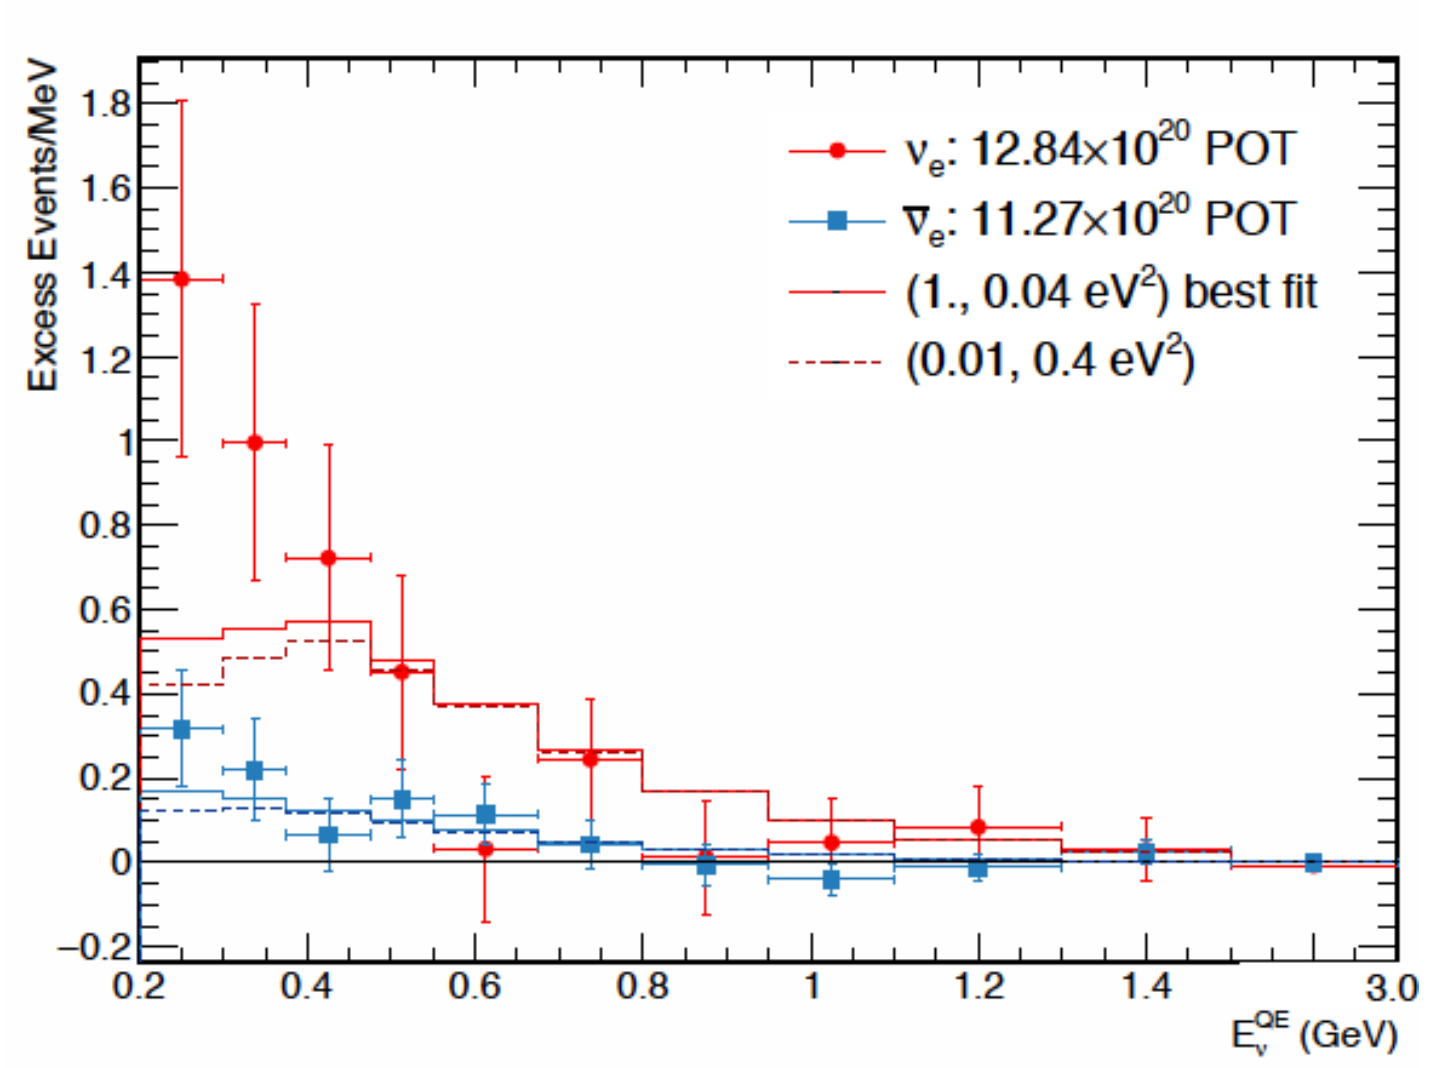 Excess Events/MeV
1.8
1.6
1.4
1.2
1
0.8
0.6
0.4
0.2
0
−0.2
νe: 12.84×10²⁰ POT
ν̅e: 11.27×10²⁰ POT
(1., 0.04 eV²) best fit
(0.01, 0.4 eV²)
0.2 0.4 0.6 0.8 1 1.2 1.4 3.0
Eν^QE (GeV)